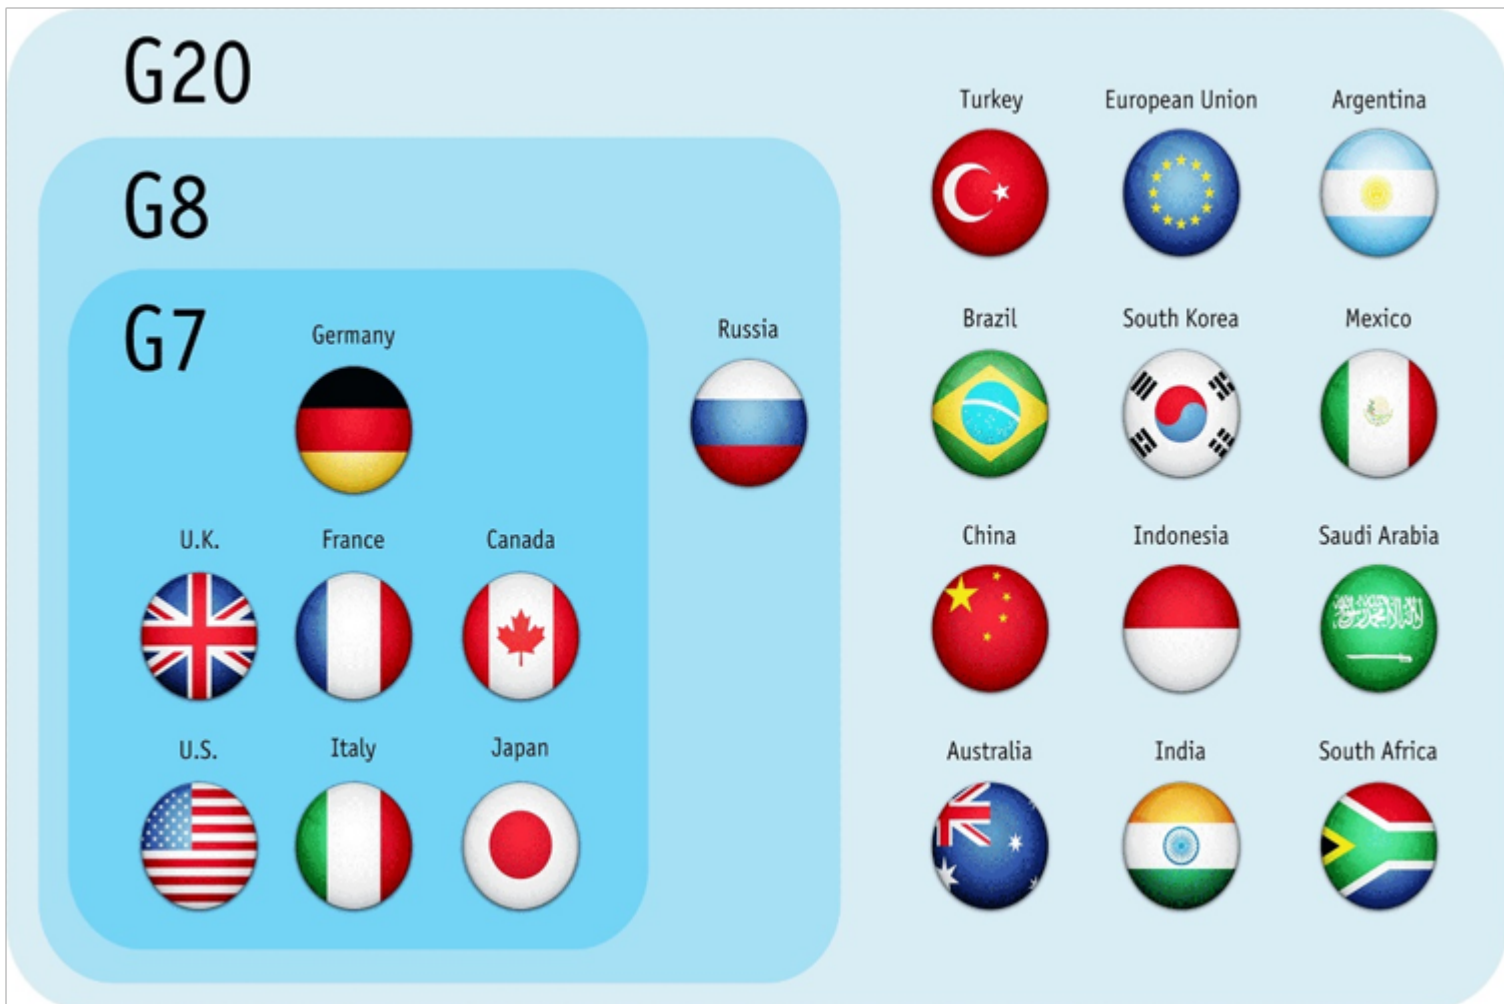 G20
Turkey
European Union
Argentina
G8
G7
Germany
Russia
Brazil
South Korea
Mexico
U.K.
France
Canada
China
Indonesia
Saudi Arabia
U.S.
Italy
Japan
Australia
India
South Africa